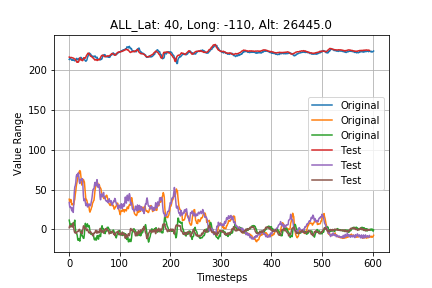 ALL_Lat: 40, Long: -110, Alt: 26445.0
Value Range
200
150
100
50
0
Original
Original
Original
Test
Test
Test
0 100 200 300 400 500 600
Timesteps